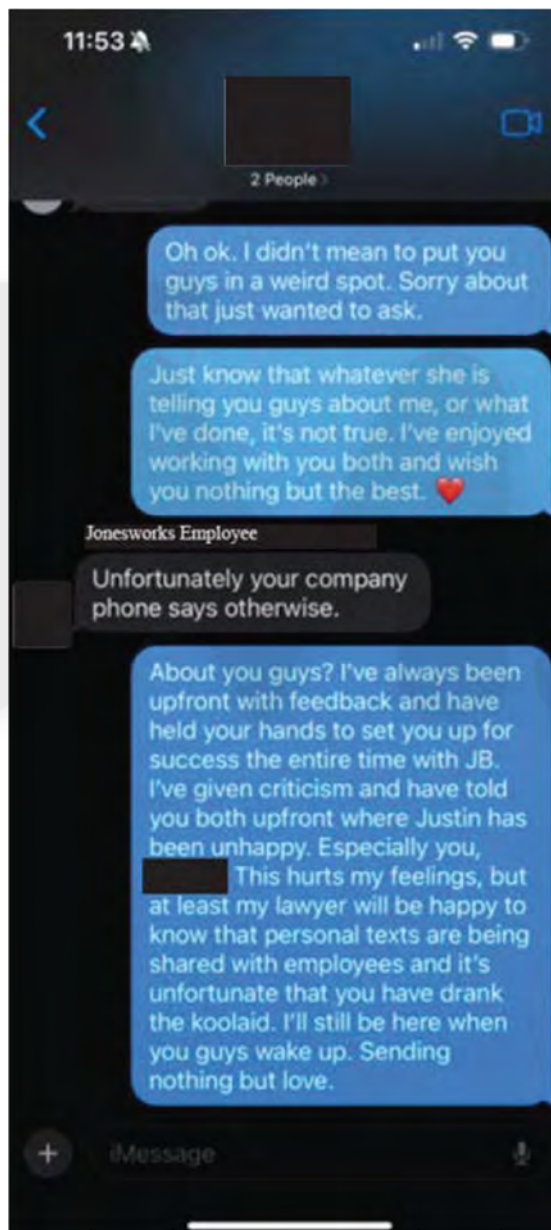 11:53
2 People >
Oh ok. I didn't mean to put you
guys in a weird spot. Sorry about
that just wanted to ask.
Just know that whatever she is
telling you guys about me, or what
I've done, it's not true. I've enjoyed
working with you both and wish
you nothing but the best. ❤️
Jonesworks Employee
Unfortunately your company
phone says otherwise.
About you guys? I've always been
upfront with feedback and have
held your hands to set you up for
success the entire time with JB.
I've given criticism and have told
you both upfront where Justin has
been unhappy. Especially you,
This hurts my feelings, but
at least my lawyer will be happy to
know that personal texts are being
shared with employees and it's
unfortunate that you have drank
the koolaid. I'll still be here when
you guys wake up. Sending
nothing but love.
iMessage